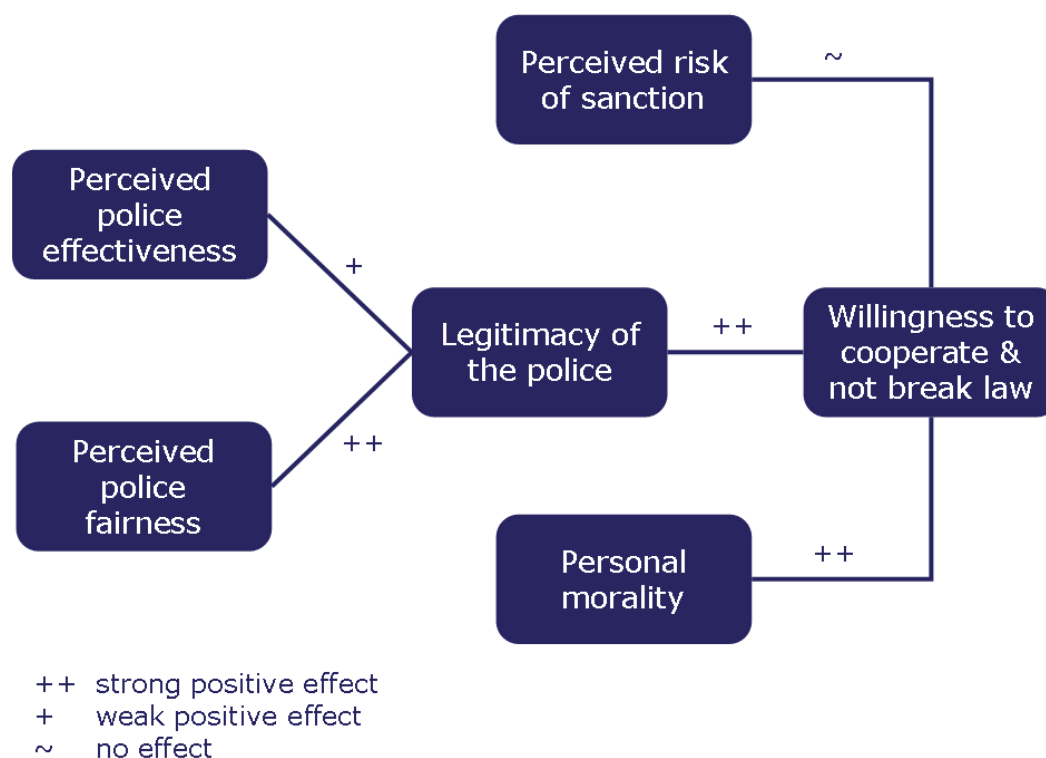 Perceived risk
of sanction
~
Perceived
police
effectiveness
+
Legitimacy of
the police
++
Willingness to
cooperate &
not break law
Perceived
police
fairness
++
Personal
morality
++
++ strong positive effect
+ weak positive effect
~ no effect